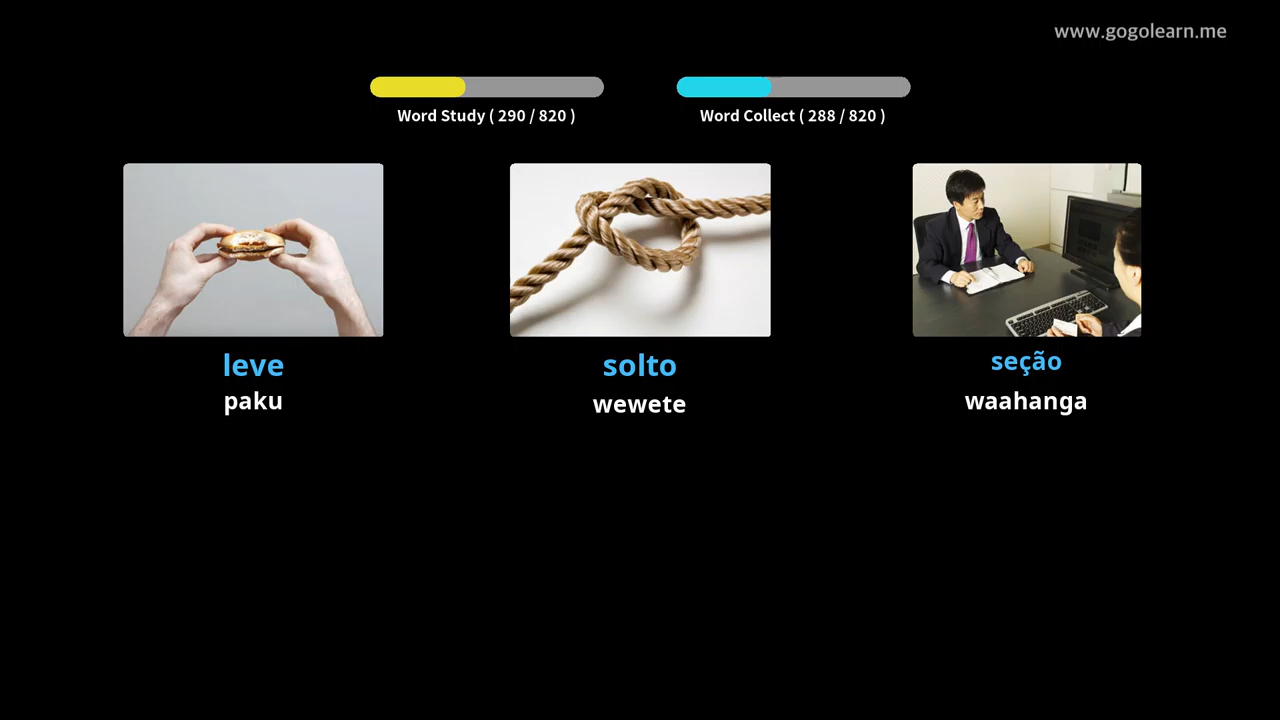 www.gogolearn.me
Word Study ( 290 / 820 )
Word Collect ( 288 / 820 )
leve
paku
solto
wewete
seção
waahanga